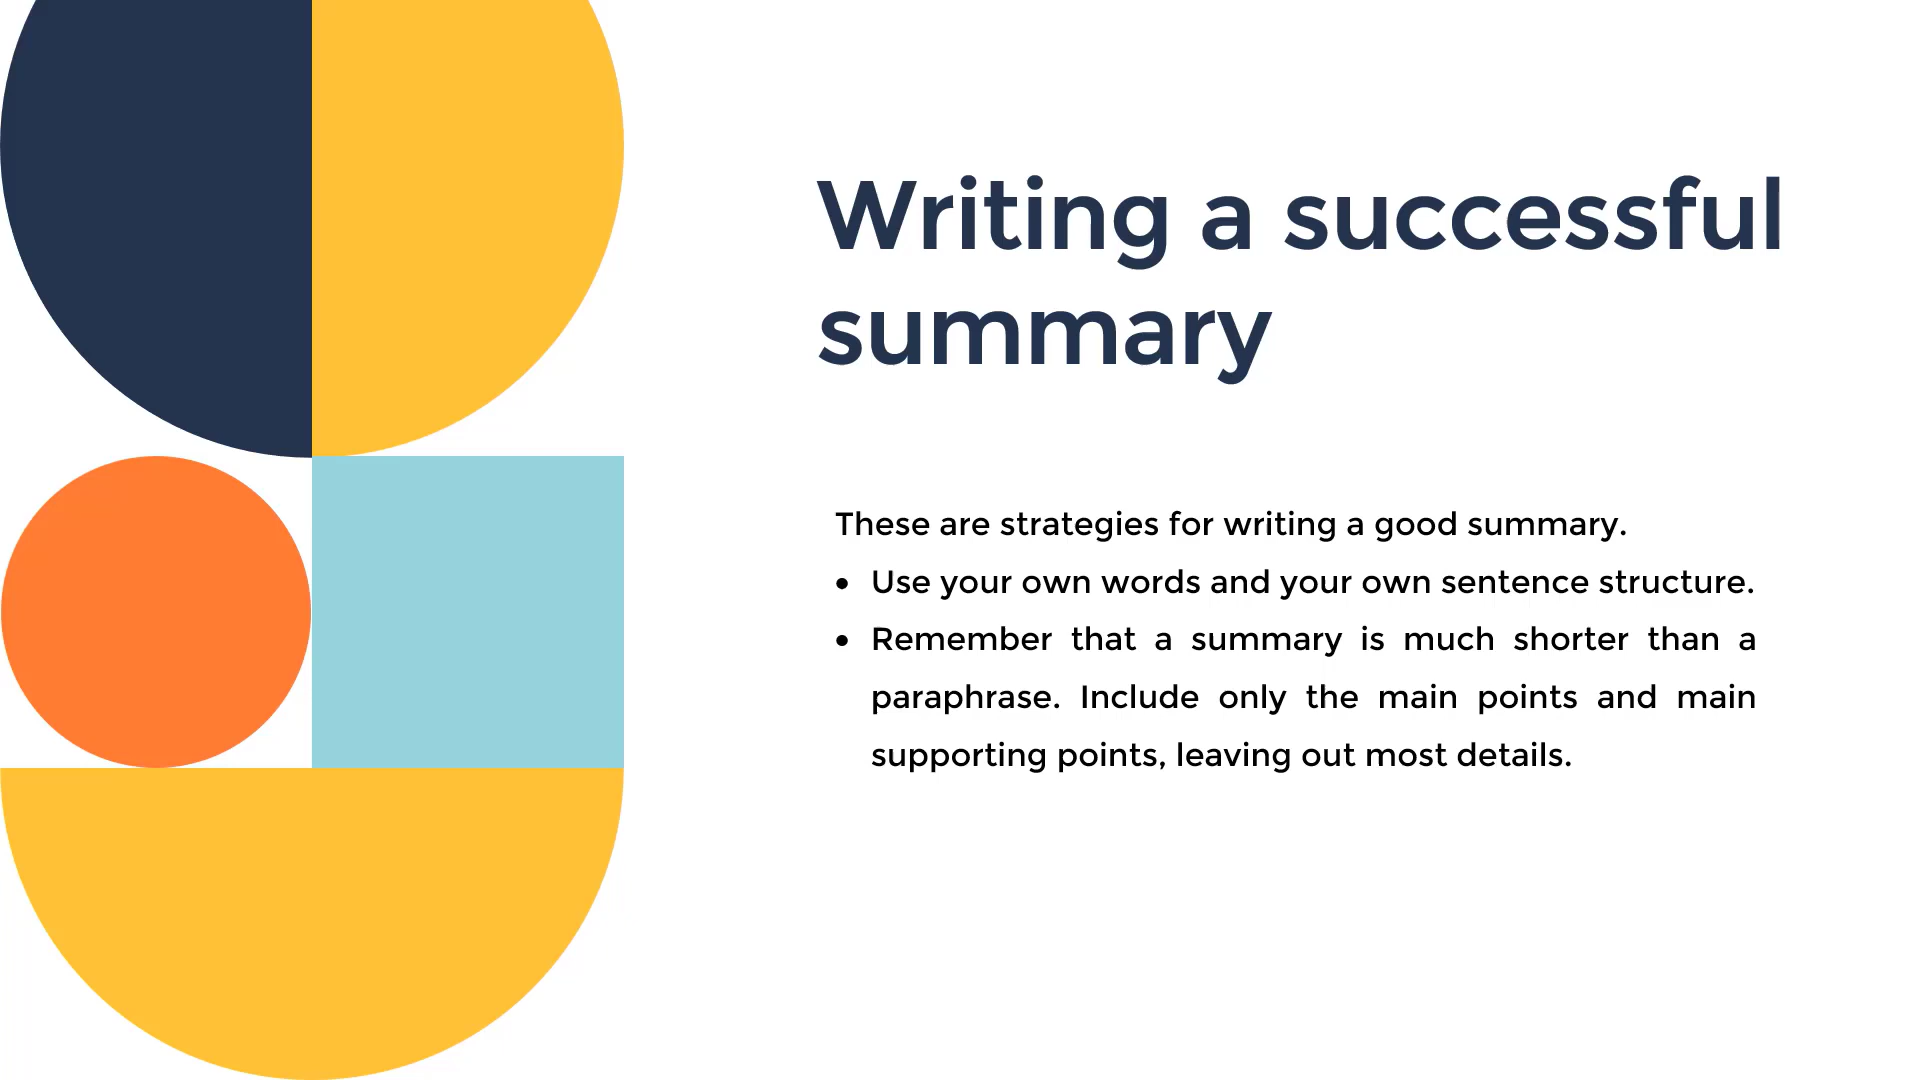 Writing a successful
summary
These are strategies for writing a good summary.
• Use your own words and your own sentence structure.
• Remember that a summary is much shorter than a
paraphrase. Include only the main points and main
supporting points, leaving out most details.